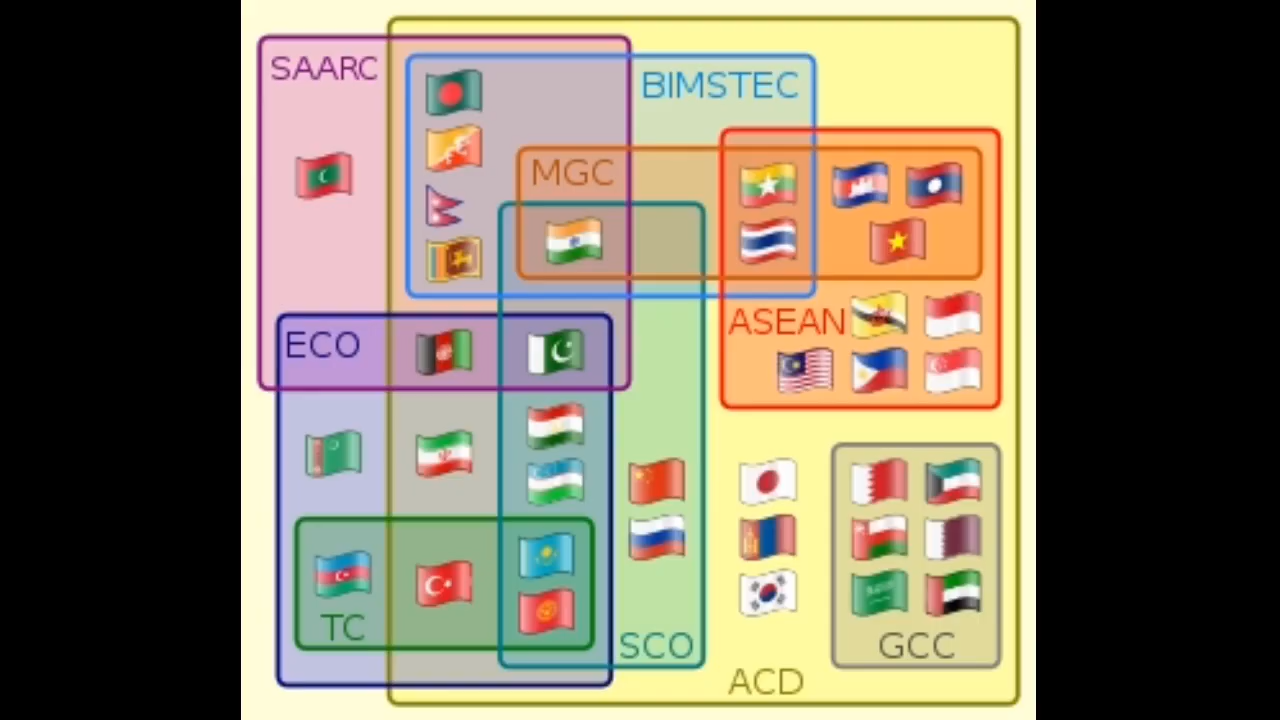 SAARC
BIMSTEC
MGC
ASEAN
ECO
TC
SCO
GCC
ACD